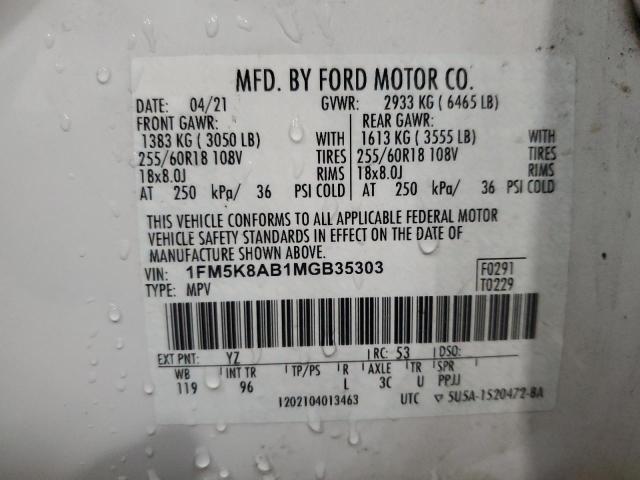 MFD. BY FORD MOTOR CO.
DATE: 04/21 GVWR: 2933 KG ( 6465 LB)
FRONT GAWR: REAR GAWR:
1383 KG ( 3050 LB) WITH 1613 KG ( 3555 LB) WITH
255/60R18 108V TIRES 255/60R18 108V TIRES
18x8.0J RIMS 18x8.0J RIMS
AT 250 kPa/ 36 PSI COLD AT 250 kPa/ 36 PSI COLD
THIS VEHICLE CONFORMS TO ALL APPLICABLE FEDERAL MOTOR
VEHICLE SAFETY STANDARDS IN EFFECT ON THE DATE OF
MANUFACTURE SHOWN ABOVE.
VIN: 1FM5K8AB1MGB35303 F0291
TYPE: MPV T0229
EXT PNT: YZ RC: 53 DSO:
WB INT TR TP/PS R AXLE TR SPR
119 96 L 3C U PPJJ
I202104013463 UTC ▽ 5U5A-1520472-BA